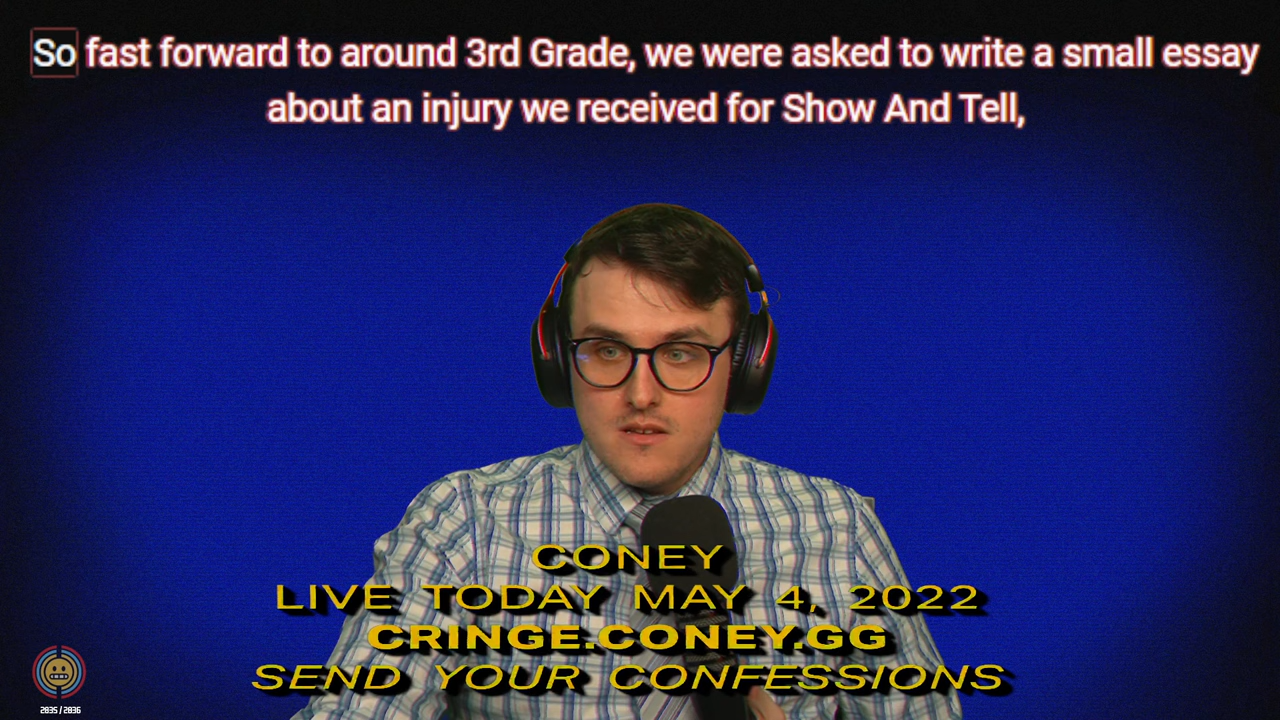 So fast forward to around 3rd Grade, we were asked to write a small essay
about an injury we received for Show And Tell,
CONEY
LIVE TODAY MAY 4, 2022
CRINGE.CONEY.GG
SEND YOUR CONFESSIONS
2835 / 2836